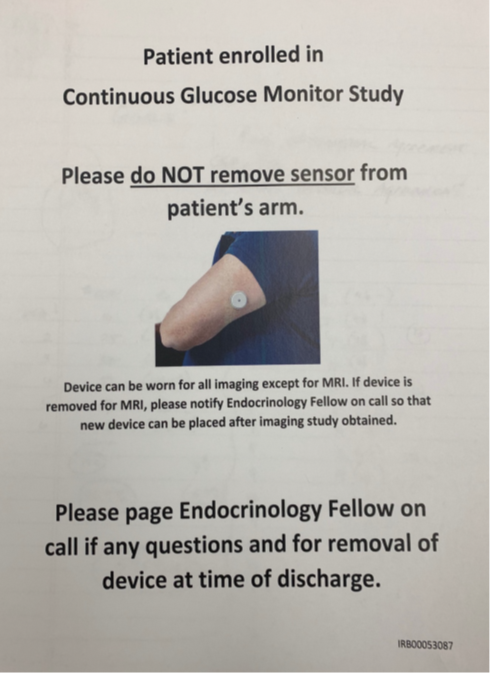 Patient enrolled in
Continuous Glucose Monitor Study
Please do NOT remove sensor from
patient's arm.
Device can be worn for all imaging except for MRI. If device is
removed for MRI, please notify Endocrinology Fellow on call so that
new device can be placed after imaging study obtained.
Please page Endocrinology Fellow on
call if any questions and for removal of
device at time of discharge.
IRB00053087